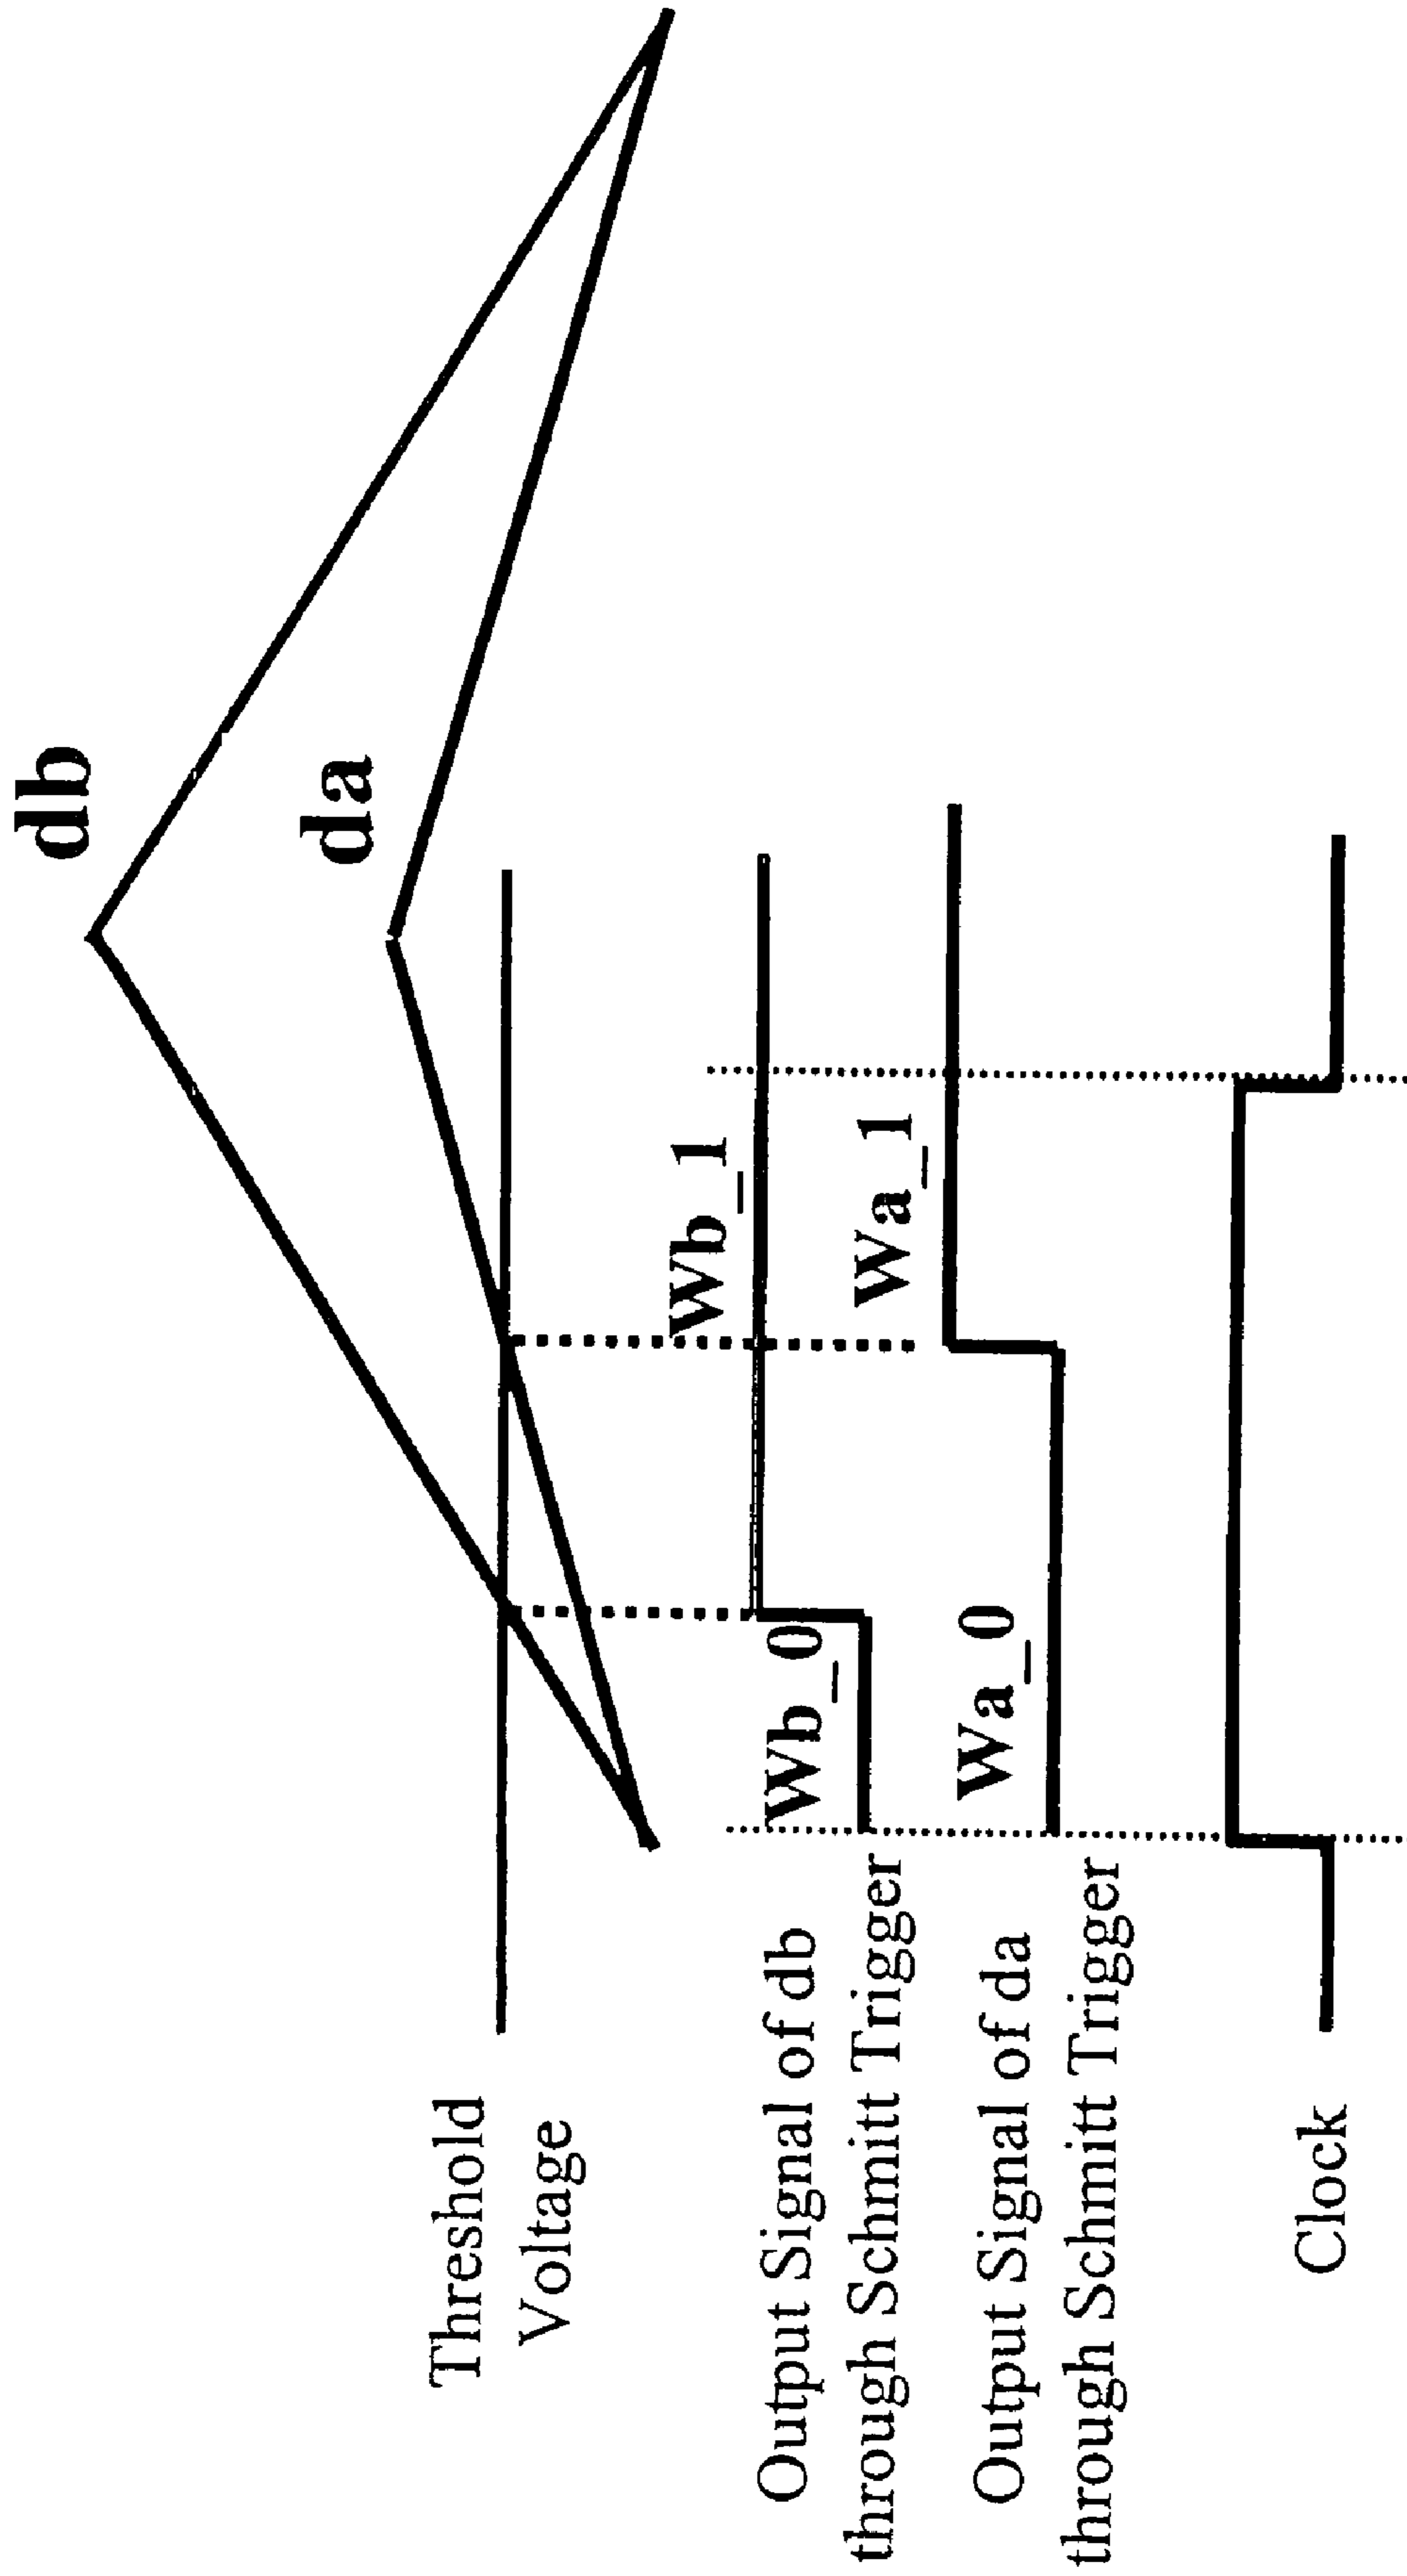 db
da
Threshold
Voltage
Wb_1
Wb_0
Output Signal of db
through Schmitt Trigger
Wa_1
Wa_0
Output Signal of da
through Schmitt Trigger
Clock